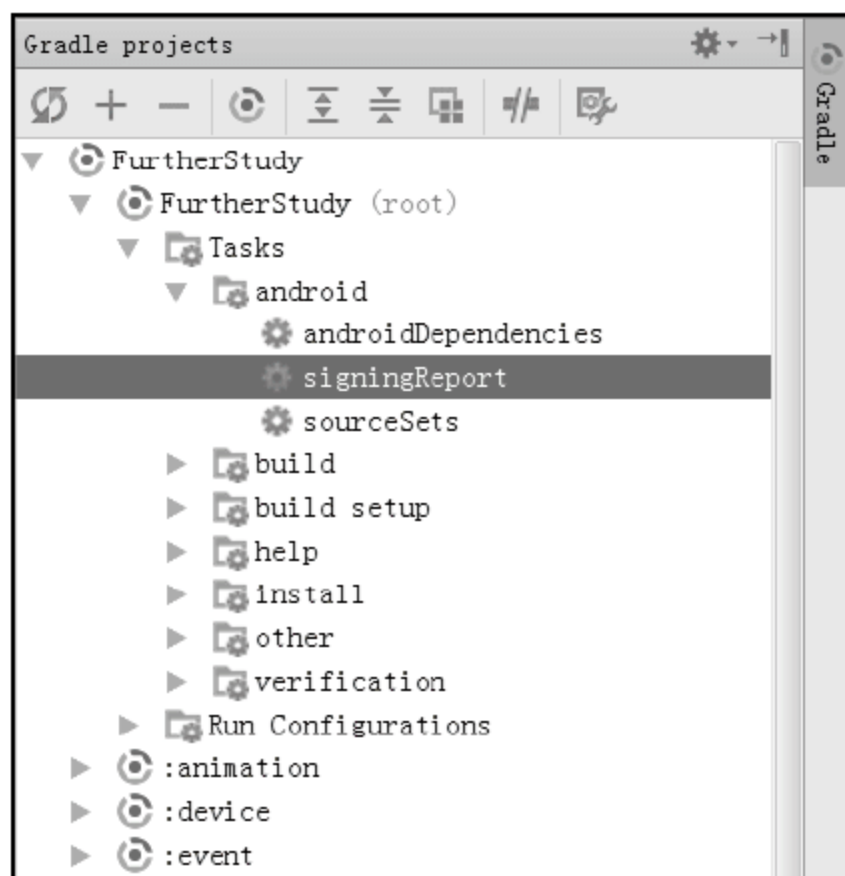 Gradle projects
Gradle
FurtherStudy
FurtherStudy (root)
Tasks
android
androidDependencies
signingReport
sourceSets
build
build setup
help
install
other
verification
Run Configurations
:animation
:device
:event